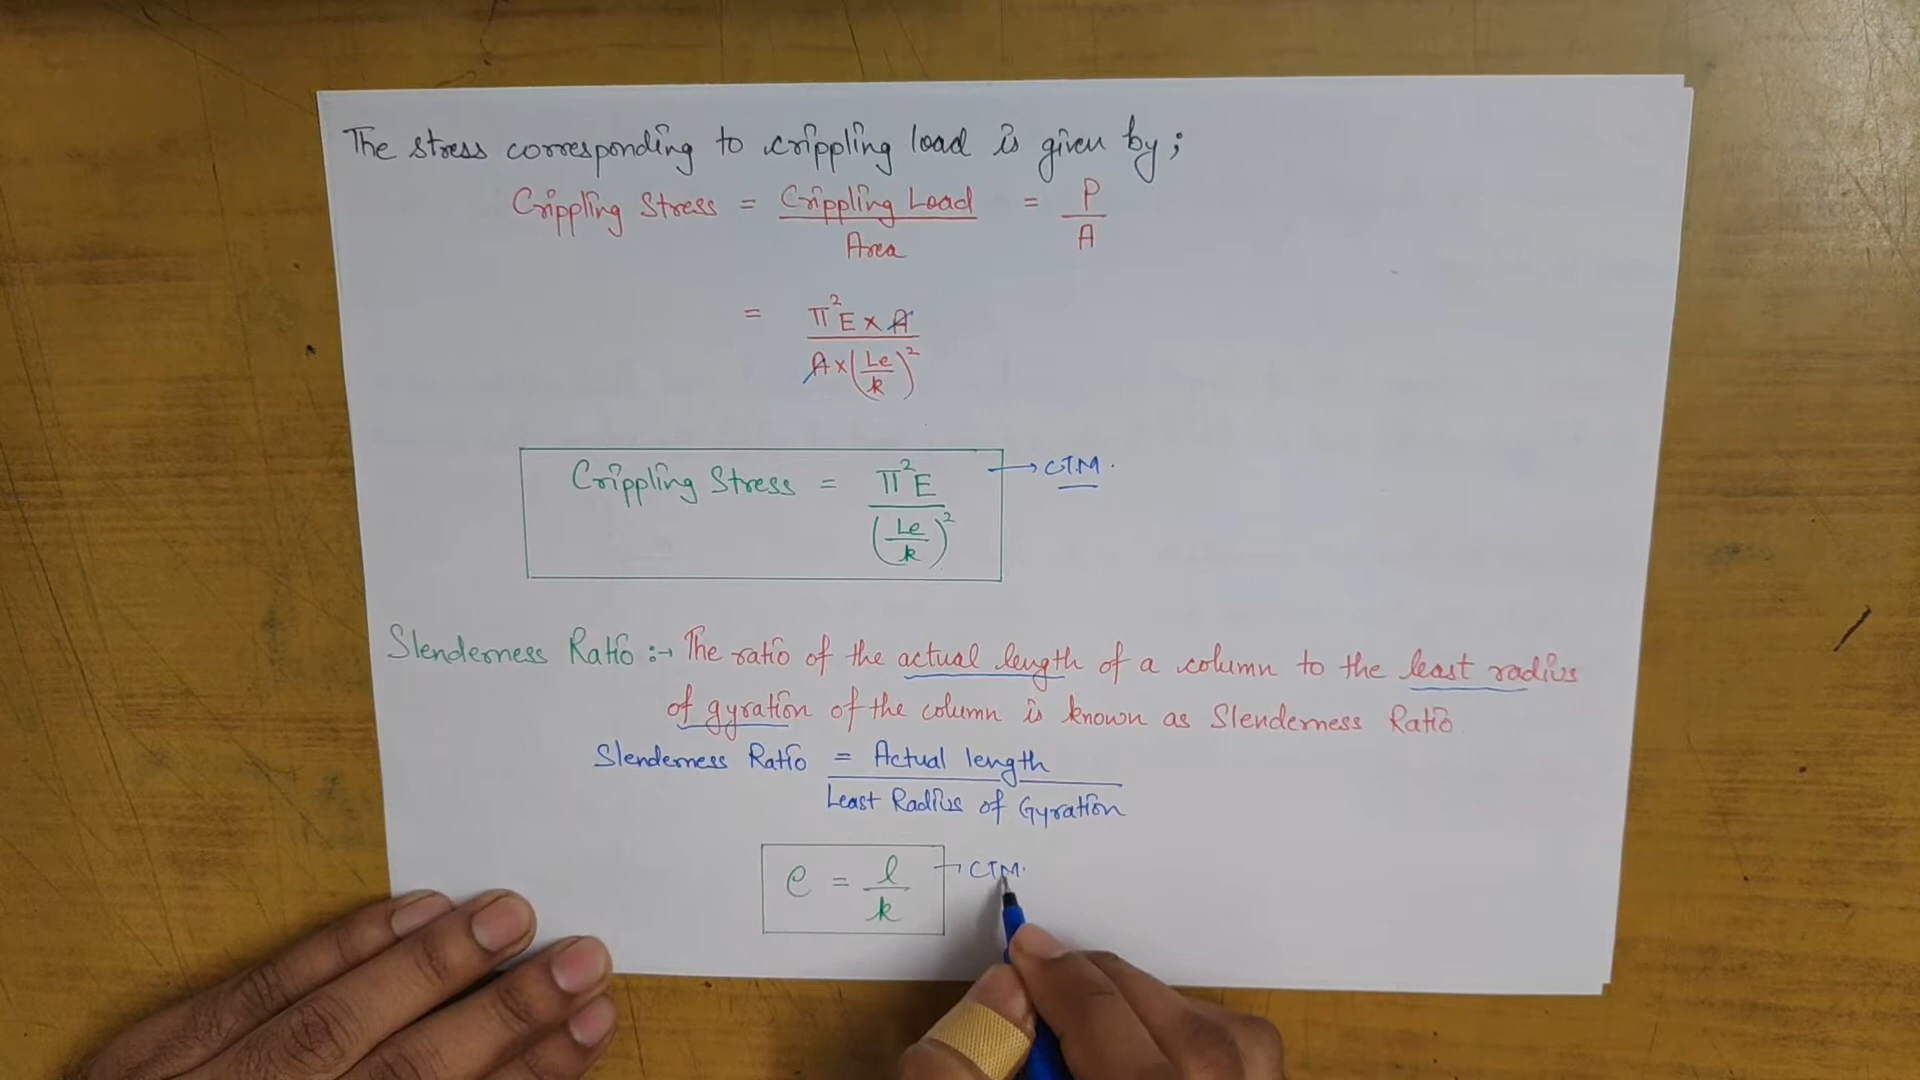 The stress corresponding to crippling load is given by;
Crippling Stress = Crippling Load / Area = P / A
= π²E × A / A × (Le / k)²
Crippling Stress = π²E / (Le / k)² → CIM.
Slenderness Ratio :→ The ratio of the actual length of a column to the least radius
of gyration of the column is known as Slenderness Ratio
Slenderness Ratio = Actual length / Least Radius of Gyration
e = l / k → CIM.